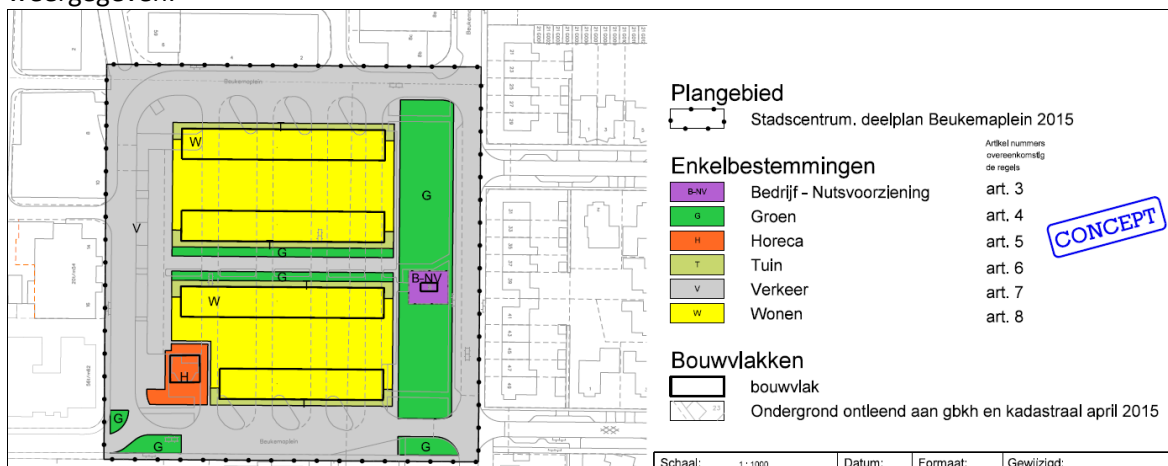 weergegeven.
Beukemaplein
T
W
G
V
T
G
G
T
B-NV
W
H
T
G
G
G
Beukemaplein
Plangebied
Stadscentrum, deelplan Beukemaplein 2015
Artikel nummers
overeenkomstig
de regels
Enkelbestemmingen
B-NV Bedrijf - Nutsvoorziening art. 3
G Groen art. 4
H Horeca art. 5
T Tuin art. 6
V Verkeer art. 7
W Wonen art. 8
CONCEPT
Bouwvlakken
bouwvlak
23 Ondergrond ontleend aan gbkh en kadastraal april 2015
Schaal: 1: 1000 Datum: Formaat: Gewijzigd: